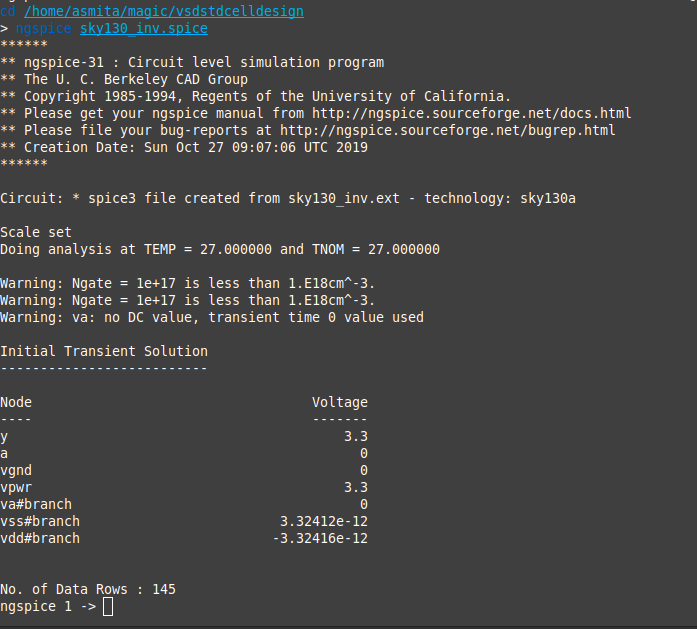 cd /home/asmita/magic/vsdstdcelldesign
> ngspice sky130_inv.spice
******
** ngspice-31 : Circuit level simulation program
** The U. C. Berkeley CAD Group
** Copyright 1985-1994, Regents of the University of California.
** Please get your ngspice manual from http://ngspice.sourceforge.net/docs.html
** Please file your bug-reports at http://ngspice.sourceforge.net/bugrep.html
** Creation Date: Sun Oct 27 09:07:06 UTC 2019
******
Circuit: * spice3 file created from sky130_inv.ext - technology: sky130a
Scale set
Doing analysis at TEMP = 27.000000 and TNOM = 27.000000
Warning: Ngate = 1e+17 is less than 1.E18cm^-3.
Warning: Ngate = 1e+17 is less than 1.E18cm^-3.
Warning: va: no DC value, transient time 0 value used
Initial Transient Solution
--------------------------
Node                                   Voltage
----                                   -------
y                                          3.3
a                                            0
vgnd                                         0
vpwr                                       3.3
va#branch                                    0
vss#branch                         3.32412e-12
vdd#branch                        -3.32416e-12
No. of Data Rows : 145
ngspice 1 ->